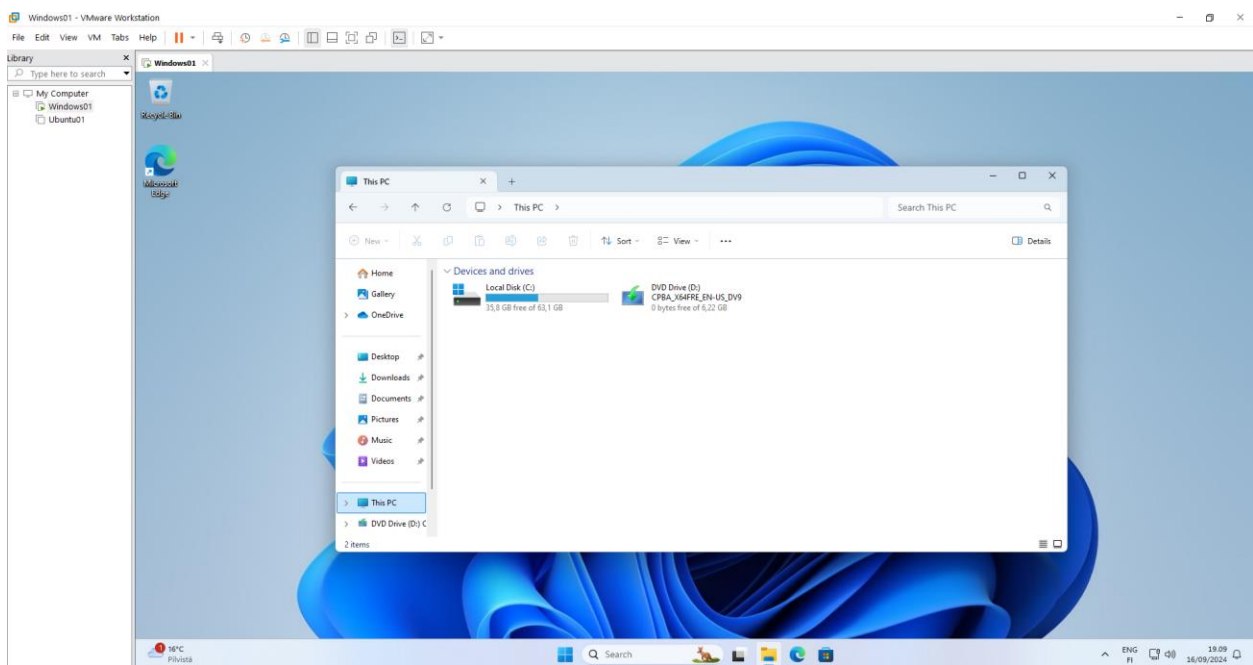 Windows01 - VMware Workstation
File Edit View VM Tabs Help
Library
Type here to search
My Computer
Windows01
Ubuntu01
Windows01
Recycle Bin
Microsoft
Edge
This PC
This PC
Search This PC
New
Sort
View
Details
Home
Gallery
OneDrive
Desktop
Downloads
Documents
Pictures
Music
Videos
This PC
DVD Drive (D:) C
Devices and drives
Local Disk (C:)
35,8 GB free of 63,1 GB
DVD Drive (D:)
CPBA_X64FRE_EN-US_DV9
0 bytes free of 6,22 GB
2 items
1
16°C
Pilvistä
Search
ENG
FI
19.09
16/09/2024